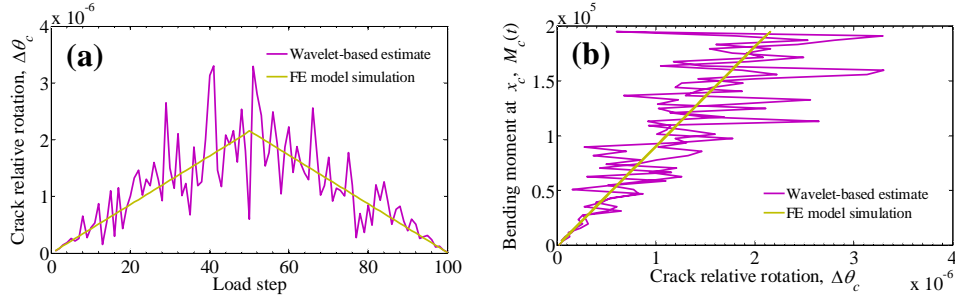 x 10⁻⁶
4
3
2
1
0
0 20 40 60 80 100
Crack relative rotation, Δθc
Load step
(a)
Wavelet-based estimate
FE model simulation
x 10⁵
2
1.5
1
0.5
0
0 1 2 3 4
x 10⁻⁶
Bending moment at xc, Mc(t)
Crack relative rotation, Δθc
(b)
Wavelet-based estimate
FE model simulation